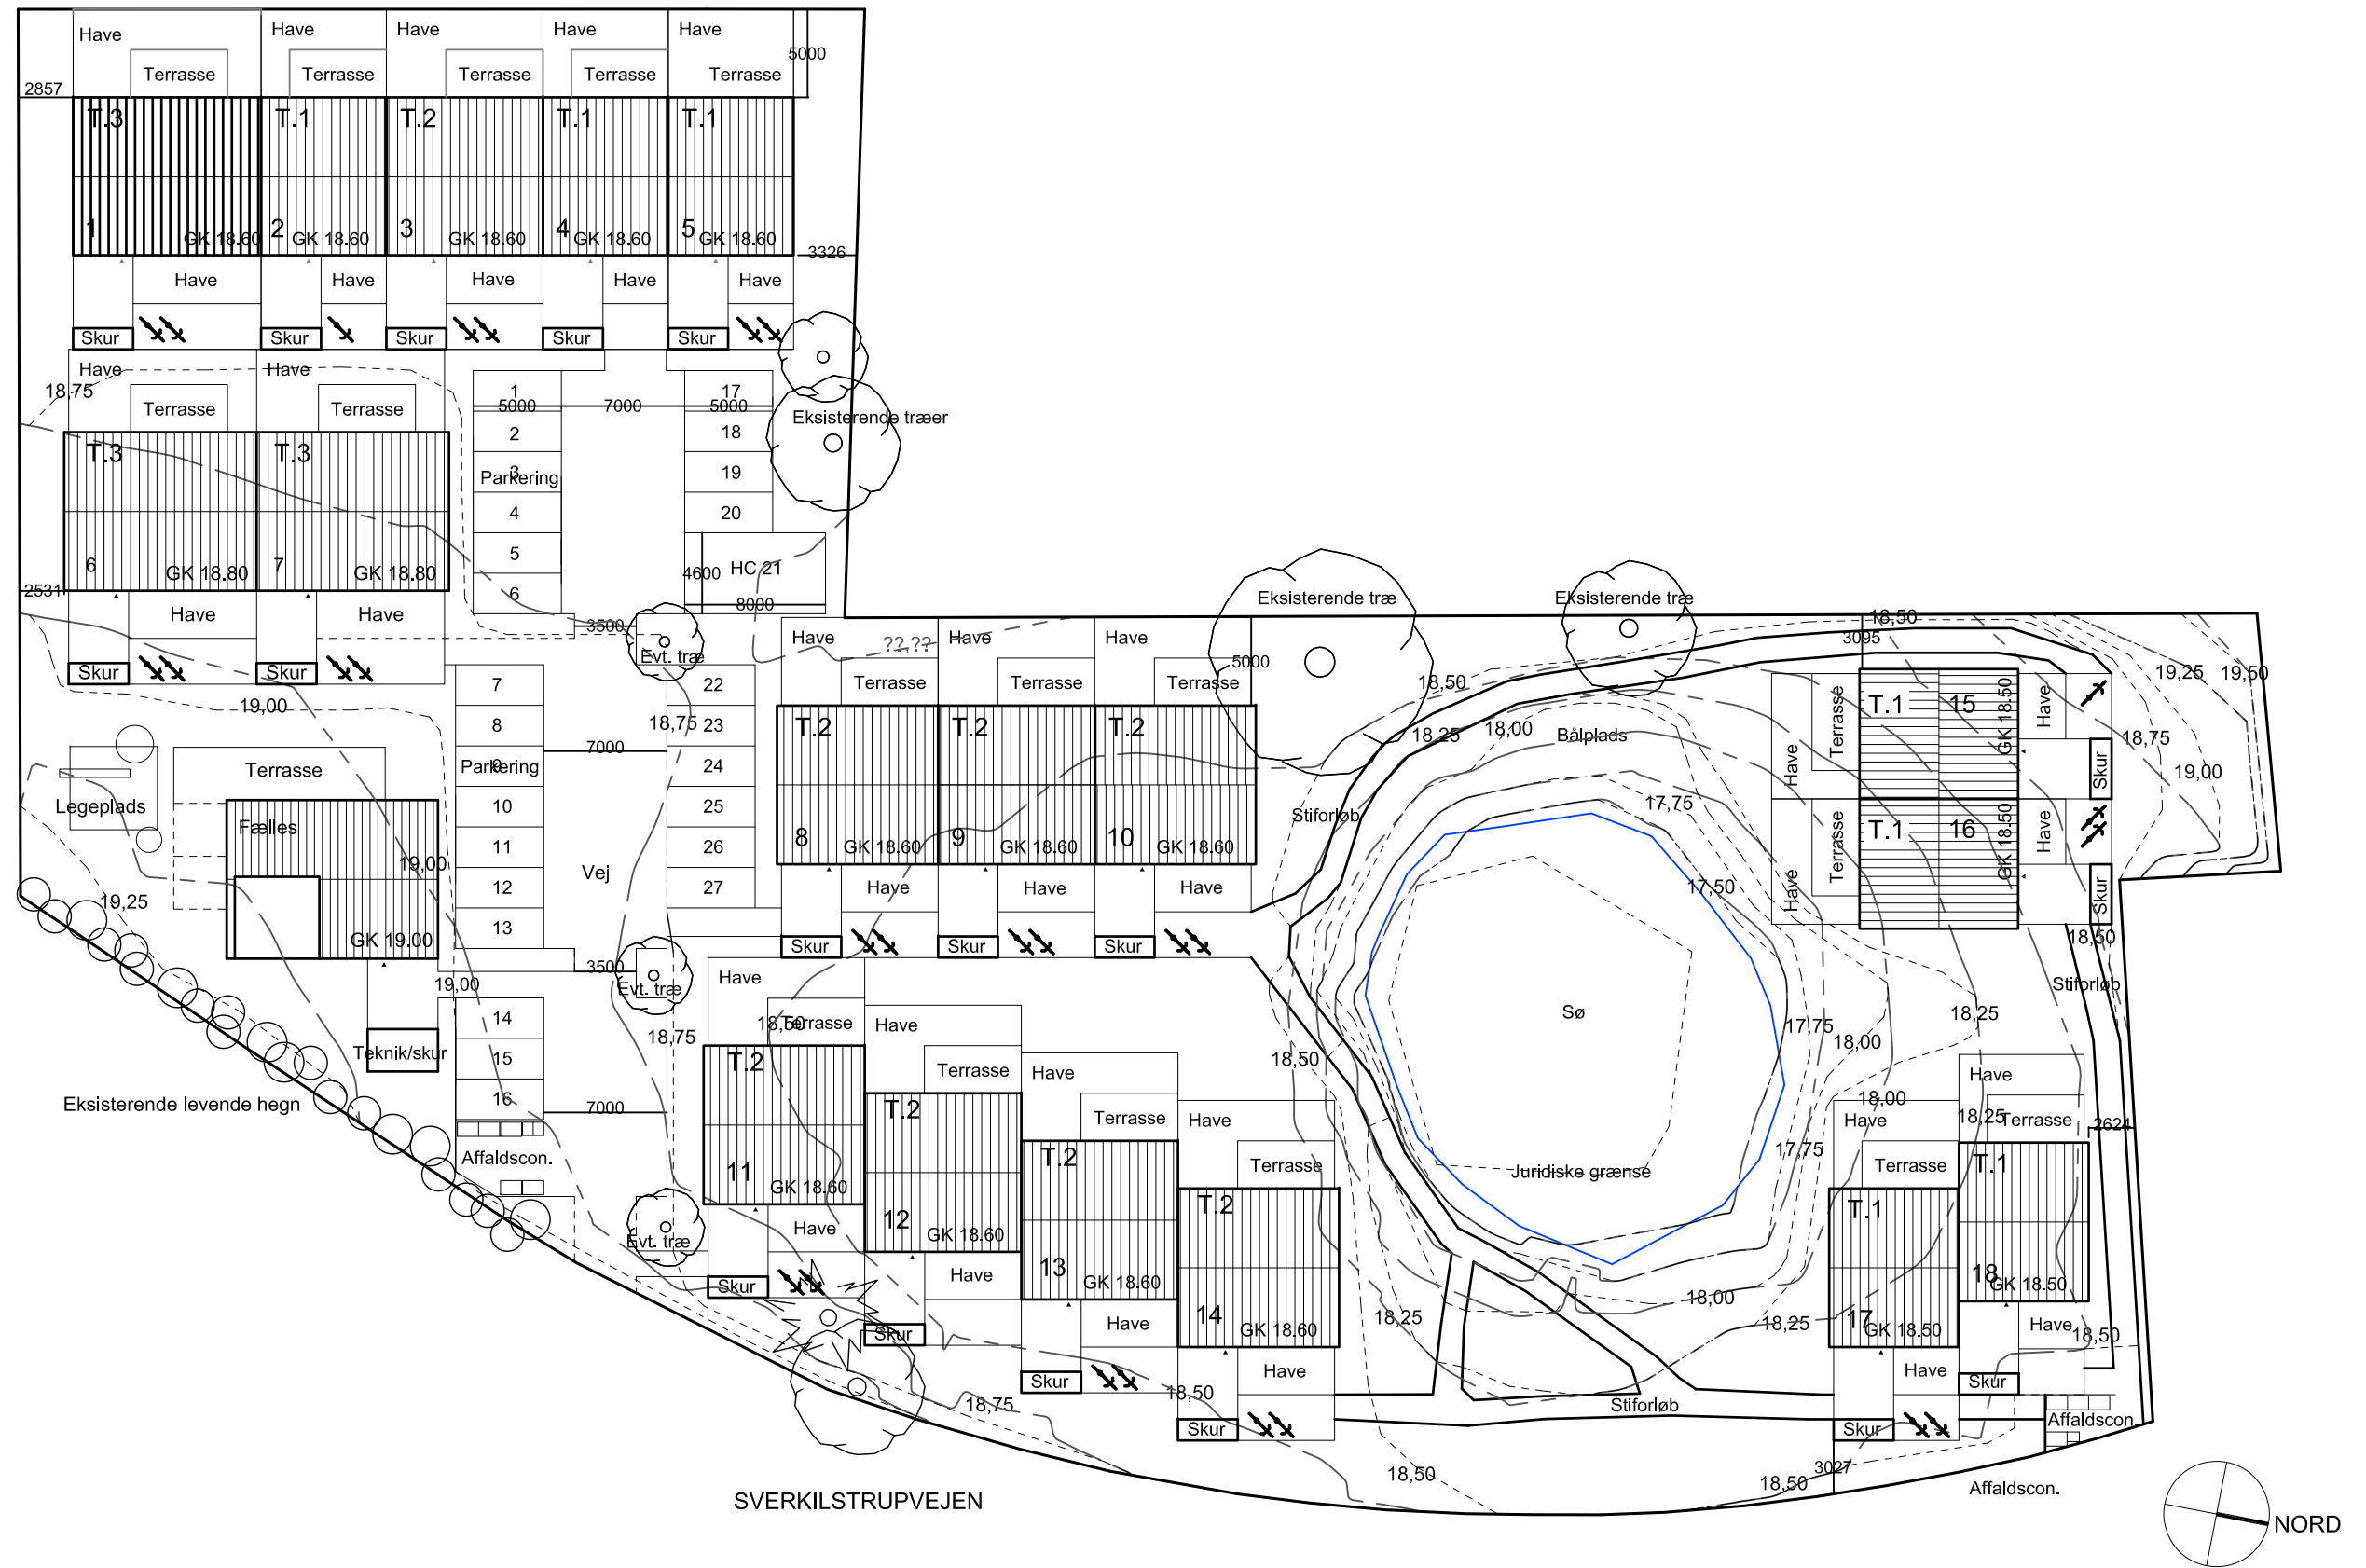 Have Have Have Have Have
5000
Terrasse Terrasse Terrasse Terrasse Terrasse
2857
T.3 T.1 T.2 T.1 T.1
1 2 3 4 5
GK 18.60 GK 18.60 GK 18.60 GK 18.60 GK 18.60
3326
Have Have Have Have Have
Skur Skur Skur Skur Skur
Have Have
18,75
Terrasse Terrasse
1 17
5000 7000 5000
Eksisterende træer
2 18
T.3 T.3
3 19
Parkering
4 20
5 HC 21
6 7
GK 18.80 GK 18.80
4600
2531
6
8000
Have Have
3500
Eksisterende træ Eksisterende træ
18,50
3095
Have Have Have
??,??
Evt. træ
5000
Skur Skur
7 22
Terrasse Terrasse Terrasse
18,50
19,25 19,50
19,00
8 18,75 23
T.2 T.2 T.2
18,25 18,00
Bålplads
T.1 15
GK 18.50
Terrasse
Have
Have
18,75
7000
Parkering
9 24
Terrasse
19,00
Skur
Legeplads
10 25
17,75
Stiforløb
Fælles
11 26
8 9 10
GK 18.60 GK 18.60 GK 18.60
T.1 16
GK 18.50
Terrasse
Have
Have
19,00
Vej
12 27
Have Have Have
17,50
Skur
19,25
13
GK 19.00
Skur Skur Skur
18,50
3500
19,00
Evt. træ
Have
Stiforløb
14
18,50
Terrasse
Have
Sø
18,25
17,75
18,75
18,00
Teknik/skur
15
T.2
Terrasse
Have
18,50
Have
16
Eksisterende levende hegn
7000
T.2
Terrasse
Have
18,00
Have
18,25
Terrasse
2624
Affaldscon.
T.2
Terrasse
Juridiske grænse
17,75
Terrasse
T.1
11
GK 18.60
T.2
T.1
12
GK 18.60
Have
Evt. træ
Have
13
GK 18.60
18
GK 18.50
Skur
18,00
14
GK 18.60
18,25
18,25
17
GK 18.50
Have
18,50
Skur
Have
Have
Have
Skur
Skur
18,75
18,50
Stiforløb
Skur
Skur
Affaldscon.
18,50
3027
18,50
Affaldscon.
SVERKILSTRUPVEJEN
NORD